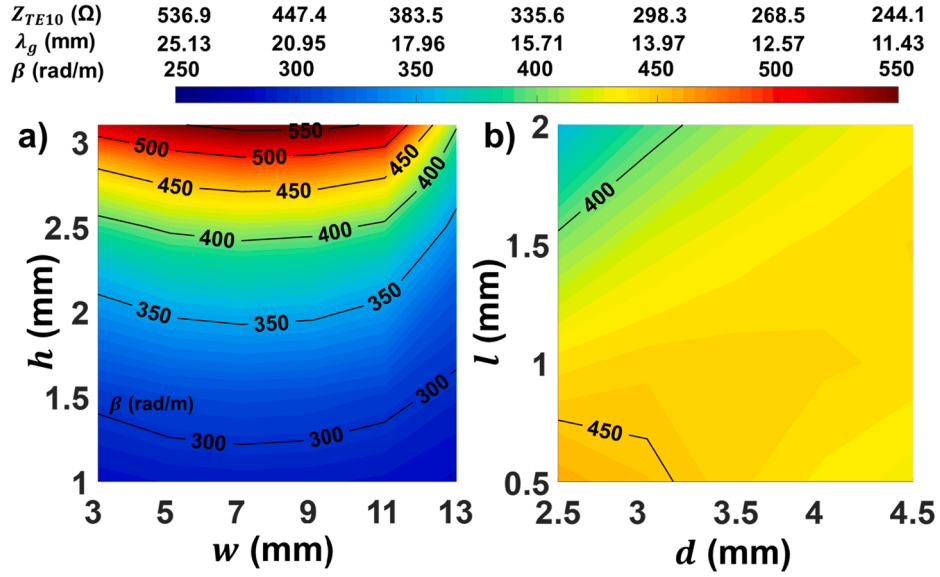 Z_TE10 (Ω) 536.9 447.4 383.5 335.6 298.3 268.5 244.1
λ_g (mm) 25.13 20.95 17.96 15.71 13.97 12.57 11.43
β (rad/m) 250 300 350 400 450 500 550
a) b)
550
500 500
450 450 450
400 400 400
350 350 350
β (rad/m)
300 300 300
3
2.5
2
1.5
1
h (mm)
3 5 7 9 11 13
w (mm)
400
450
2
1.5
1
0.5
l (mm)
2.5 3 3.5 4 4.5
d (mm)